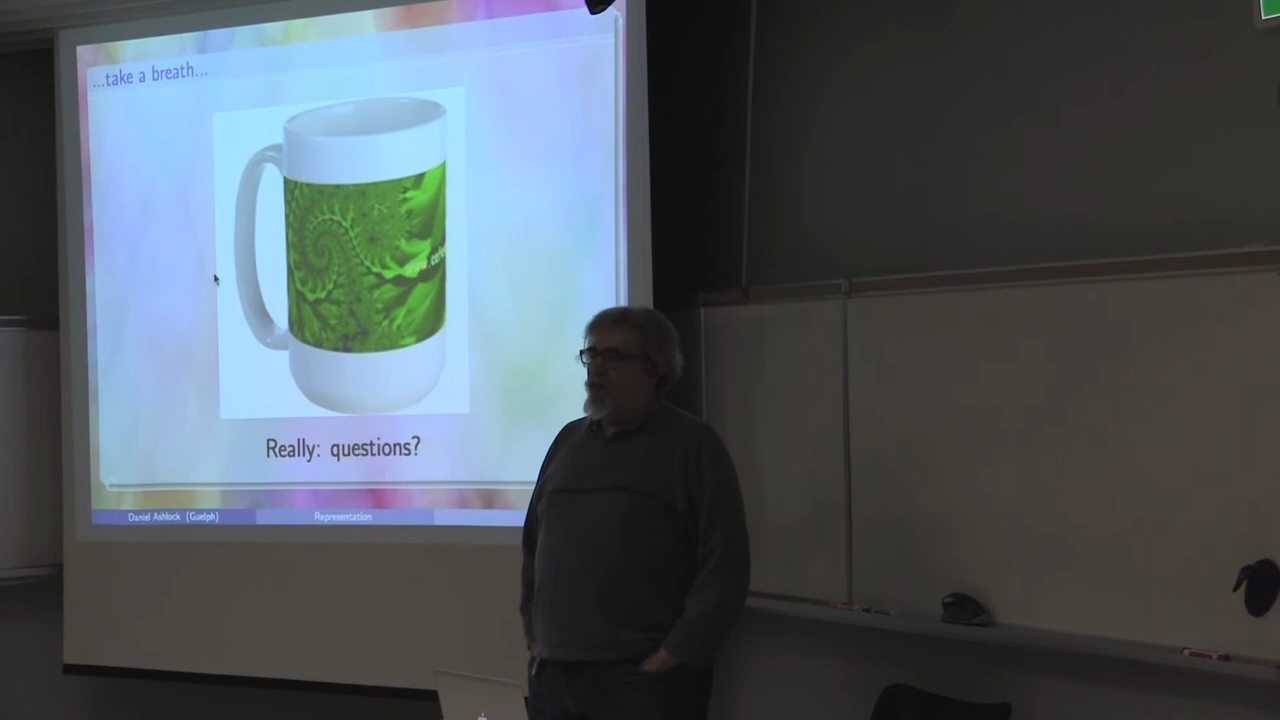 ...take a breath...
Really: questions?
Daniel Ashlock (Guelph)
Representation